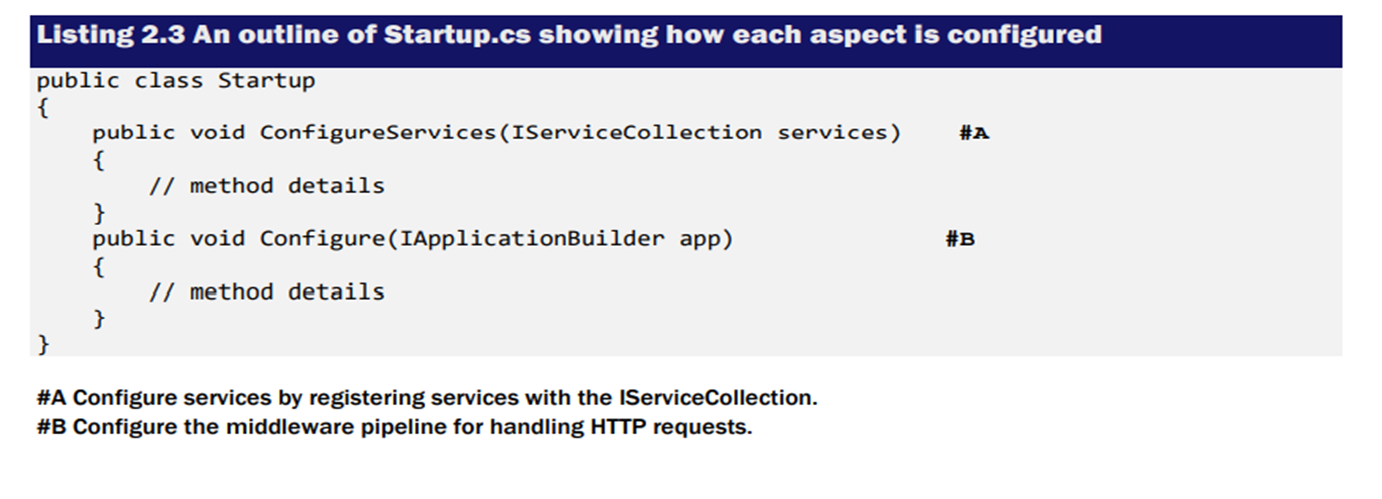 Listing 2.3 An outline of Startup.cs showing how each aspect is configured
public class Startup
{
    public void ConfigureServices(IServiceCollection services)    #A
    {
        // method details
    }
    public void Configure(IApplicationBuilder app)               #B
    {
        // method details
    }
}
#A Configure services by registering services with the IServiceCollection.
#B Configure the middleware pipeline for handling HTTP requests.